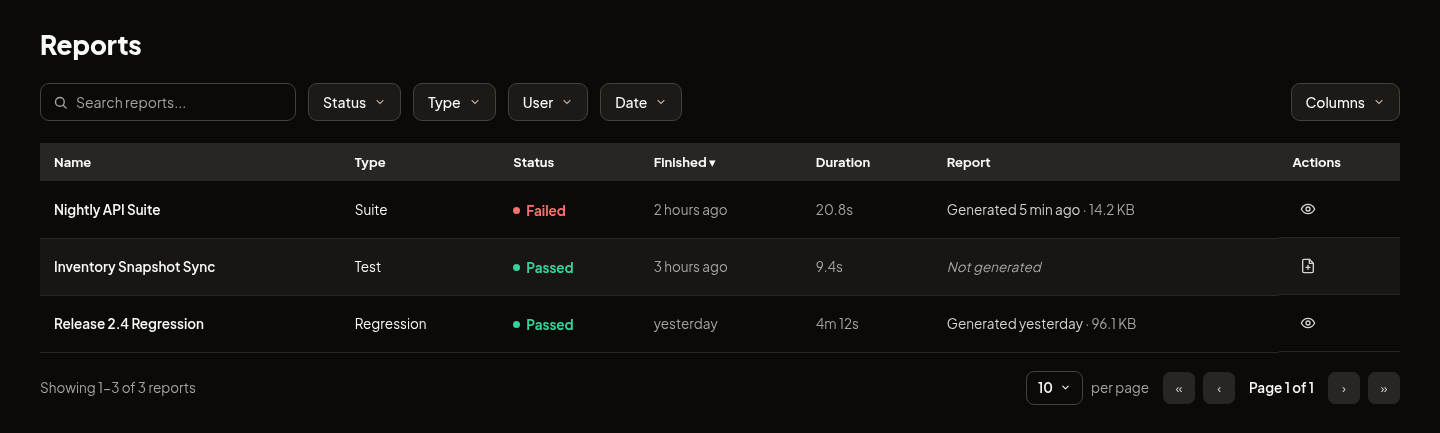 Reports
Search reports... Status Type User Date Columns
Name Type Status Finished ▾ Duration Report Actions
Nightly API Suite Suite Failed 2 hours ago 20.8s Generated 5 min ago · 14.2 KB
Inventory Snapshot Sync Test Passed 3 hours ago 9.4s Not generated
Release 2.4 Regression Regression Passed yesterday 4m 12s Generated yesterday · 96.1 KB
Showing 1–3 of 3 reports 10 per page « ‹ Page 1 of 1 › »